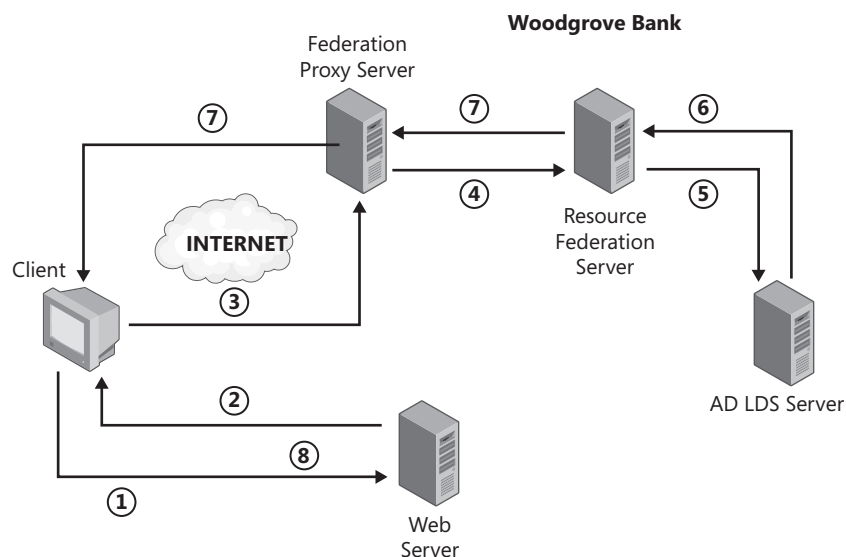 Woodgrove Bank
Federation
Proxy Server
7
7
6
4
5
INTERNET
Resource
Federation
Server
Client
3
2
AD LDS Server
8
1
Web
Server